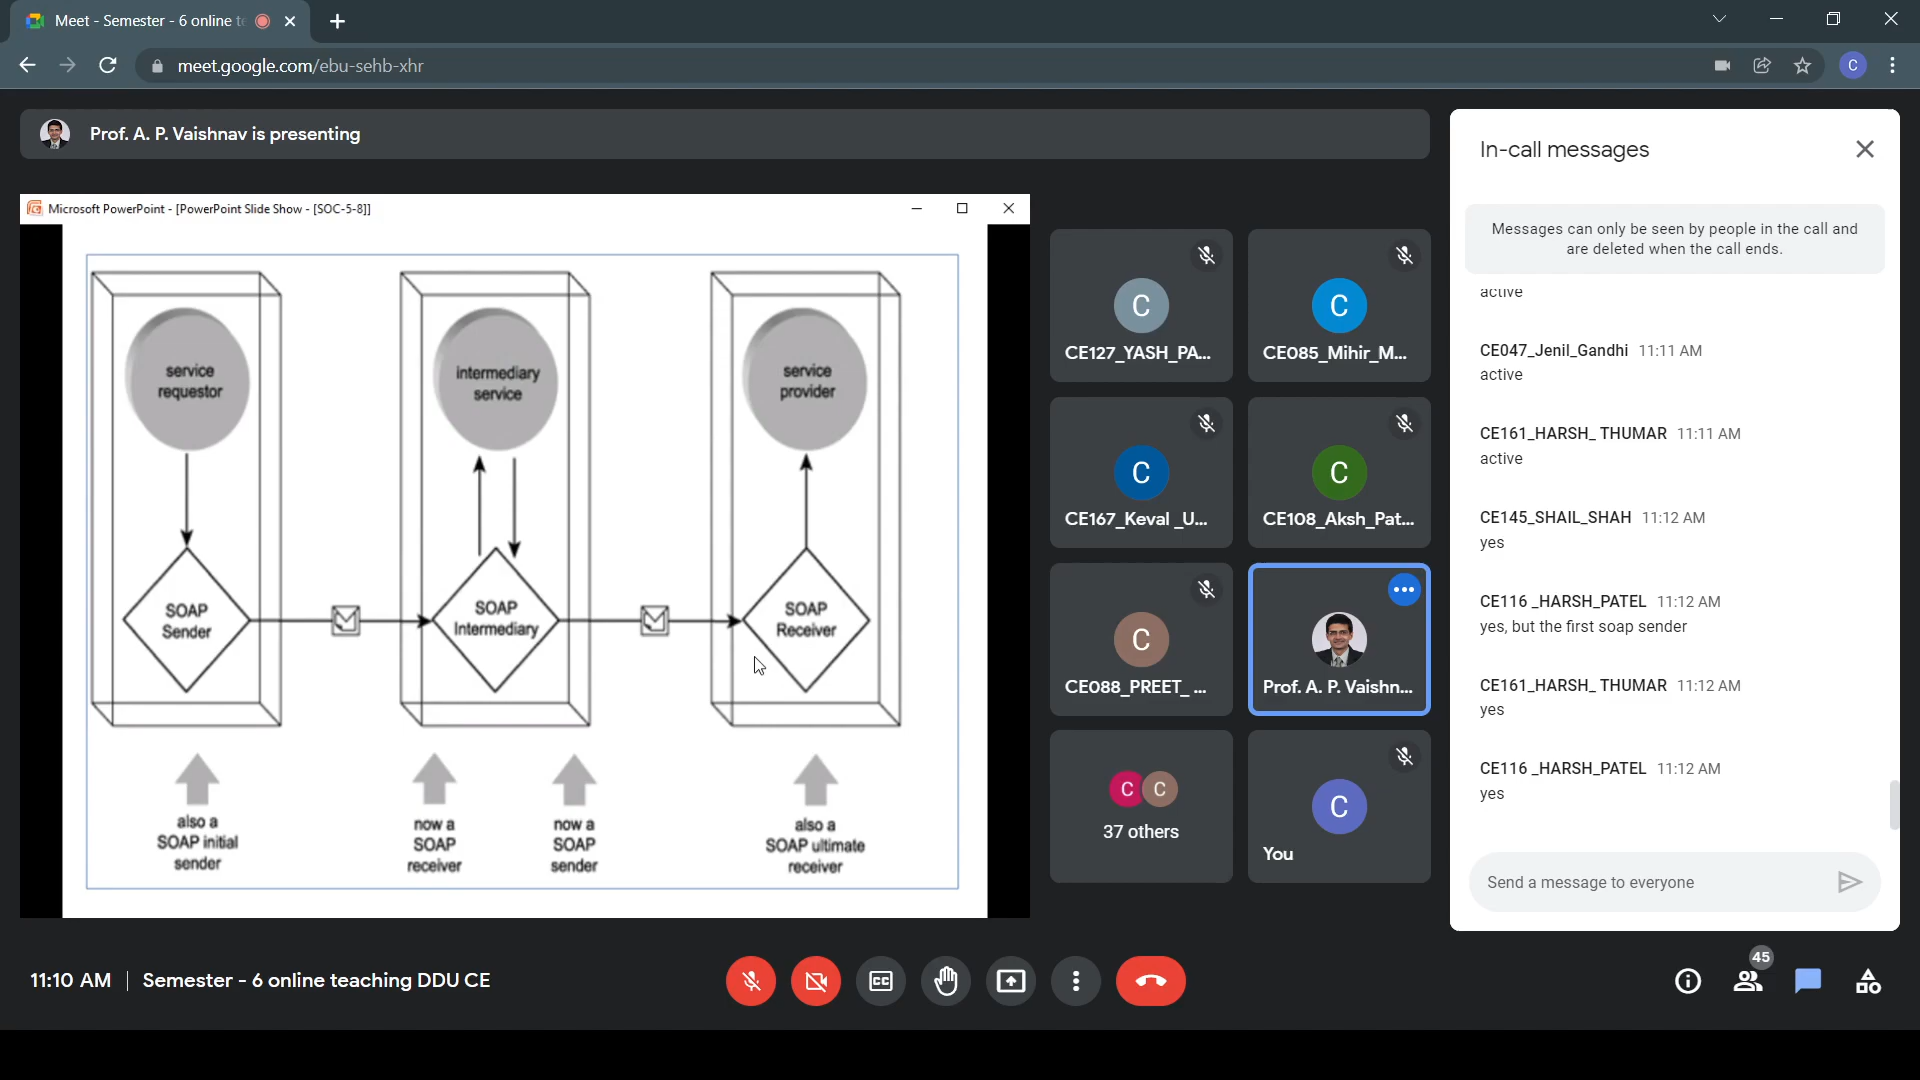 Meet - Semester - 6 online te
meet.google.com/ebu-sehb-xhr
C
Prof. A. P. Vaishnav is presenting
Microsoft PowerPoint - [PowerPoint Slide Show - [SOC-5-8]]
service
requestor
intermediary
service
service
provider
SOAP
Sender
SOAP
Intermediary
SOAP
Receiver
also a
SOAP initial
sender
now a
SOAP
receiver
now a
SOAP
sender
also a
SOAP ultimate
receiver
C
CE127_YASH_PA...
C
CE085_Mihir_M...
C
CE167_Keval _U...
C
CE108_Aksh_Pat...
C
CE088_PREET_ ...
Prof. A. P. Vaishn...
C C
37 others
C
You
In-call messages
Messages can only be seen by people in the call and
are deleted when the call ends.
active
CE047_Jenil_Gandhi 11:11 AM
active
CE161_HARSH_ THUMAR 11:11 AM
active
CE145_SHAIL_SHAH 11:12 AM
yes
CE116 _HARSH_PATEL 11:12 AM
yes, but the first soap sender
CE161_HARSH_ THUMAR 11:12 AM
yes
CE116 _HARSH_PATEL 11:12 AM
yes
Send a message to everyone
11:10 AM | Semester - 6 online teaching DDU CE
45